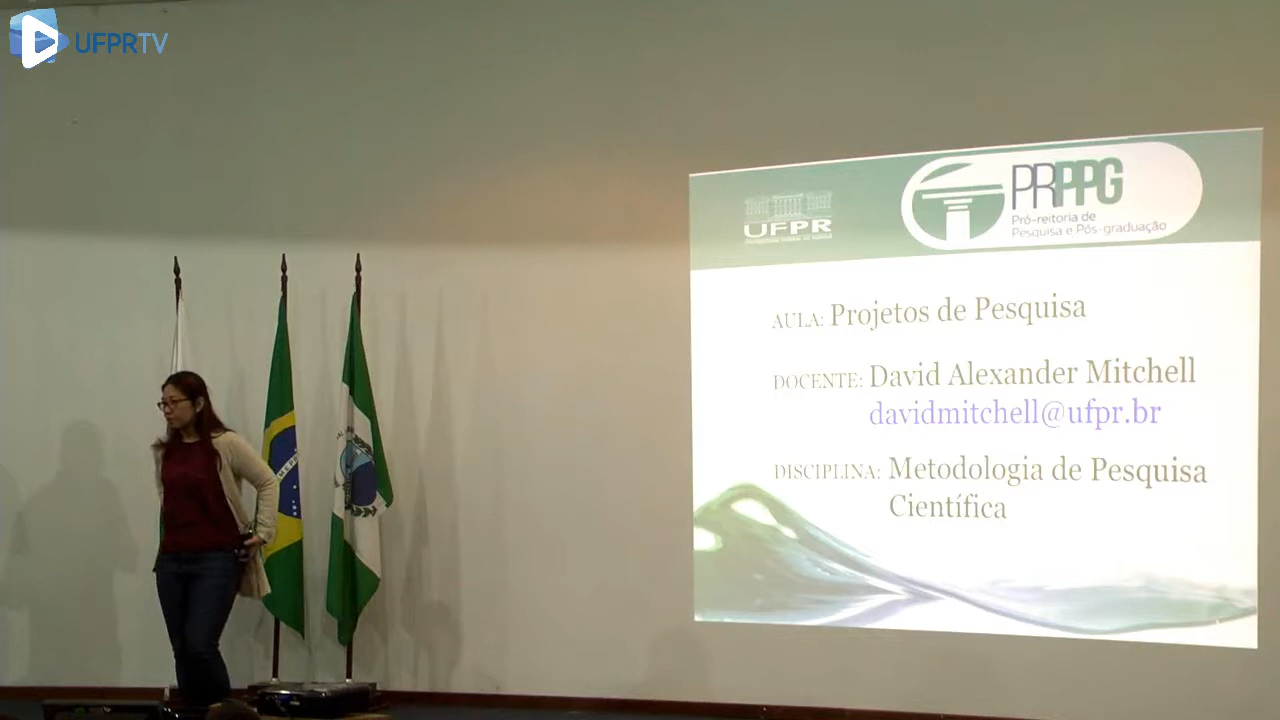 UFPRTV
UFPR
PRPPG
Pró-reitoria de
Pesquisa e Pós-graduação
AULA: Projetos de Pesquisa
DOCENTE: David Alexander Mitchell
davidmitchell@ufpr.br
DISCIPLINA: Metodologia de Pesquisa
Científica